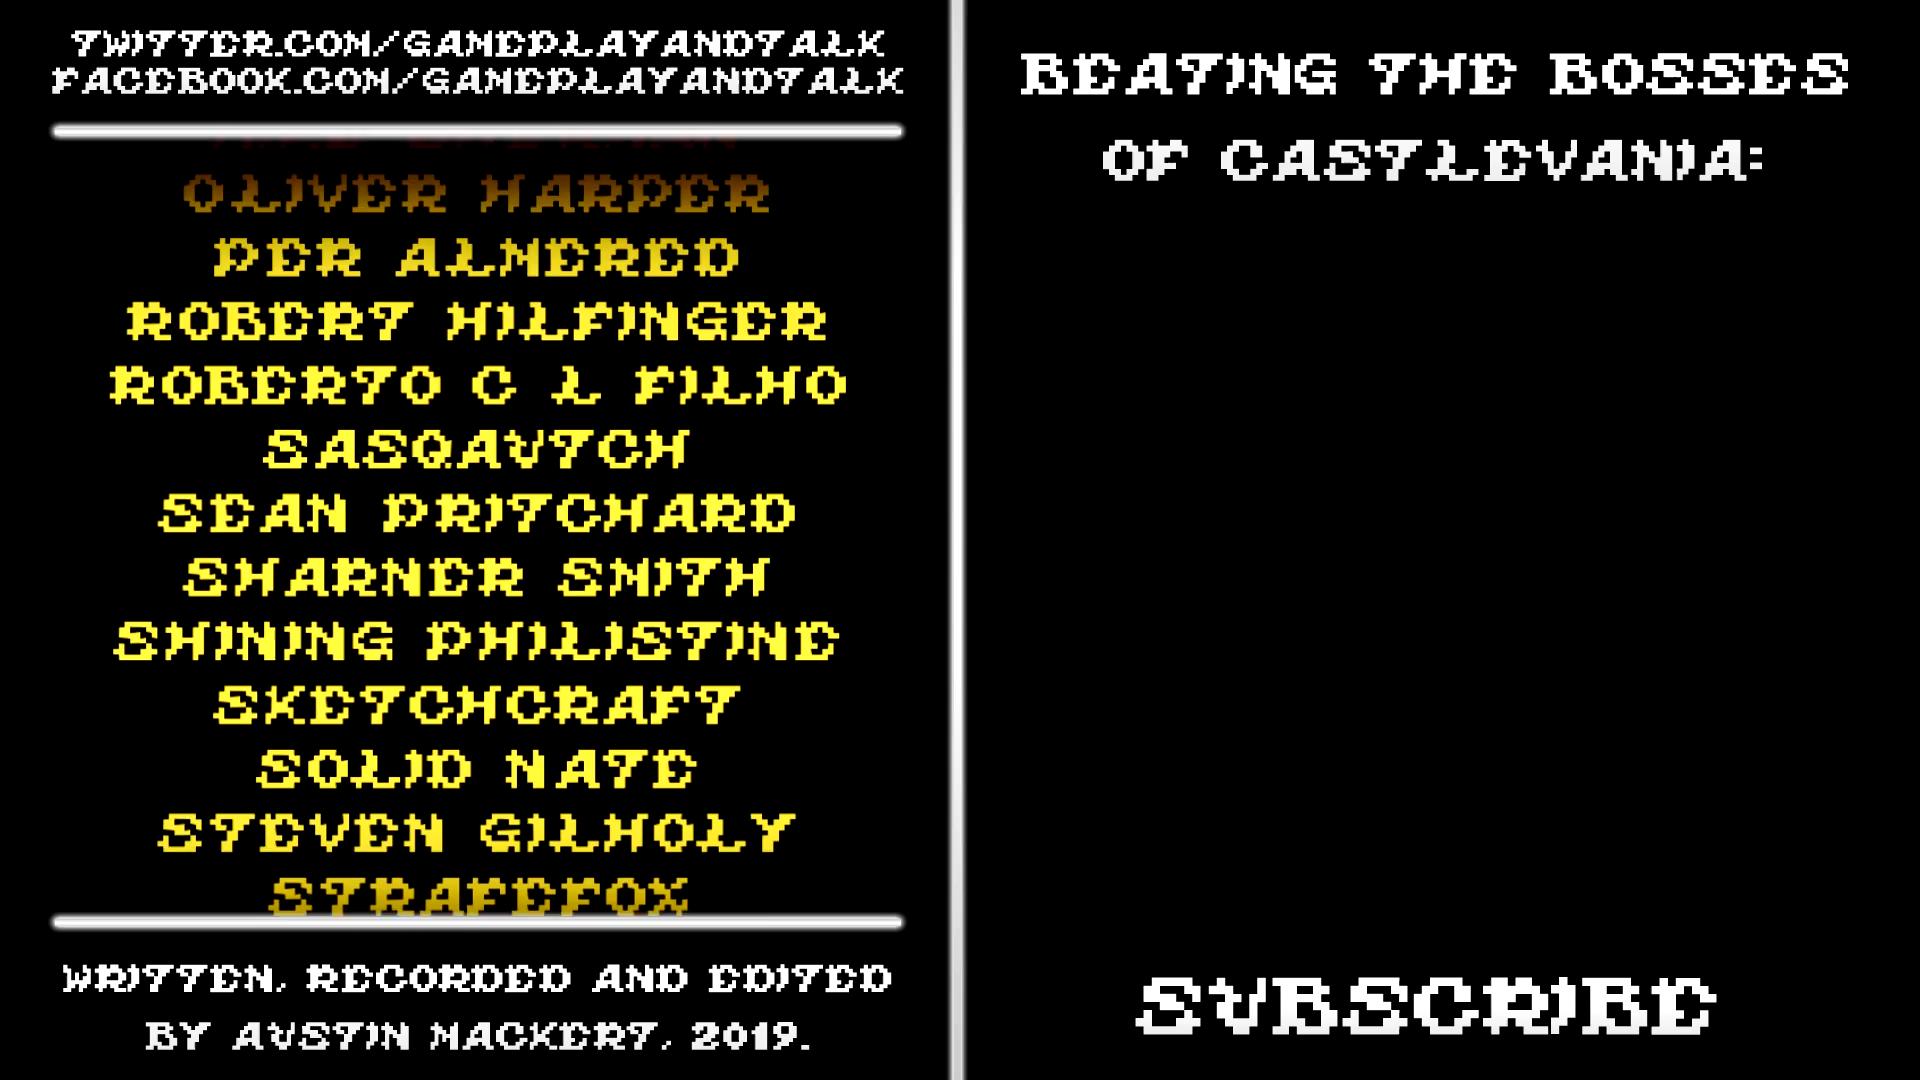 TWITTER.COM/GAMEPLAYANDTALK
FACEBOOK.COM/GAMEPLAYANDTALK
OLIVER HARPER
PER ALMERED
ROBERT HILFINGER
ROBERTO C L FILHO
SASQAUTCH
SEAN PRITCHARD
SHARNER SMITH
SHINING PHILISTINE
SKETCHCRAFT
SOLID NATE
STEVEN GILHOLY
STRAFEFOX
WRITTEN, RECORDED AND EDITED
BY AUSTIN MACKERT, 2019.
BEATING THE BOSSES
OF CASTLEVANIA:
SUBSCRIBE